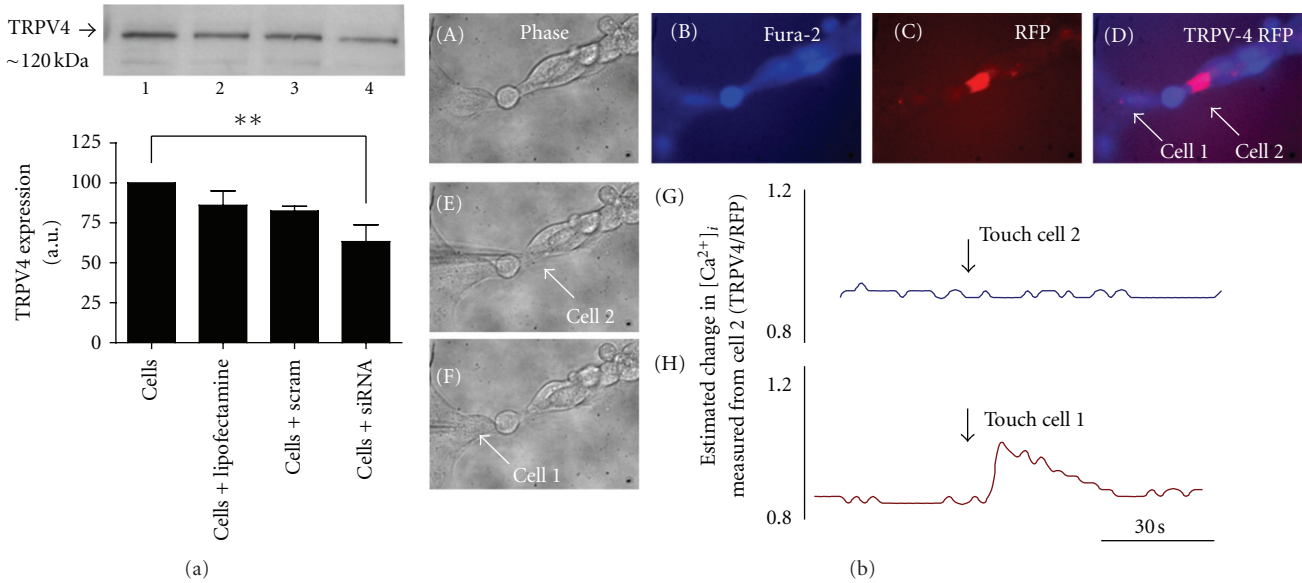 TRPV4 →
~120 kDa
1 2 3 4
**
125
100
75
50
25
0
TRPV4 expression
(a.u.)
Cells
Cells + lipofectamine
Cells + scram
Cells + siRNA
(a)
(A) Phase
(B) Fura-2
(C) RFP
(D) TRPV-4 RFP
Cell 1 Cell 2
(E)
Cell 2
(F)
Cell 1
Estimated change in [Ca²⁺]ᵢ
measured from cell 2 (TRPV4/RFP)
(G)
1.2
Touch cell 2
0.8
(H)
1.2
Touch cell 1
0.8
30 s
(b)